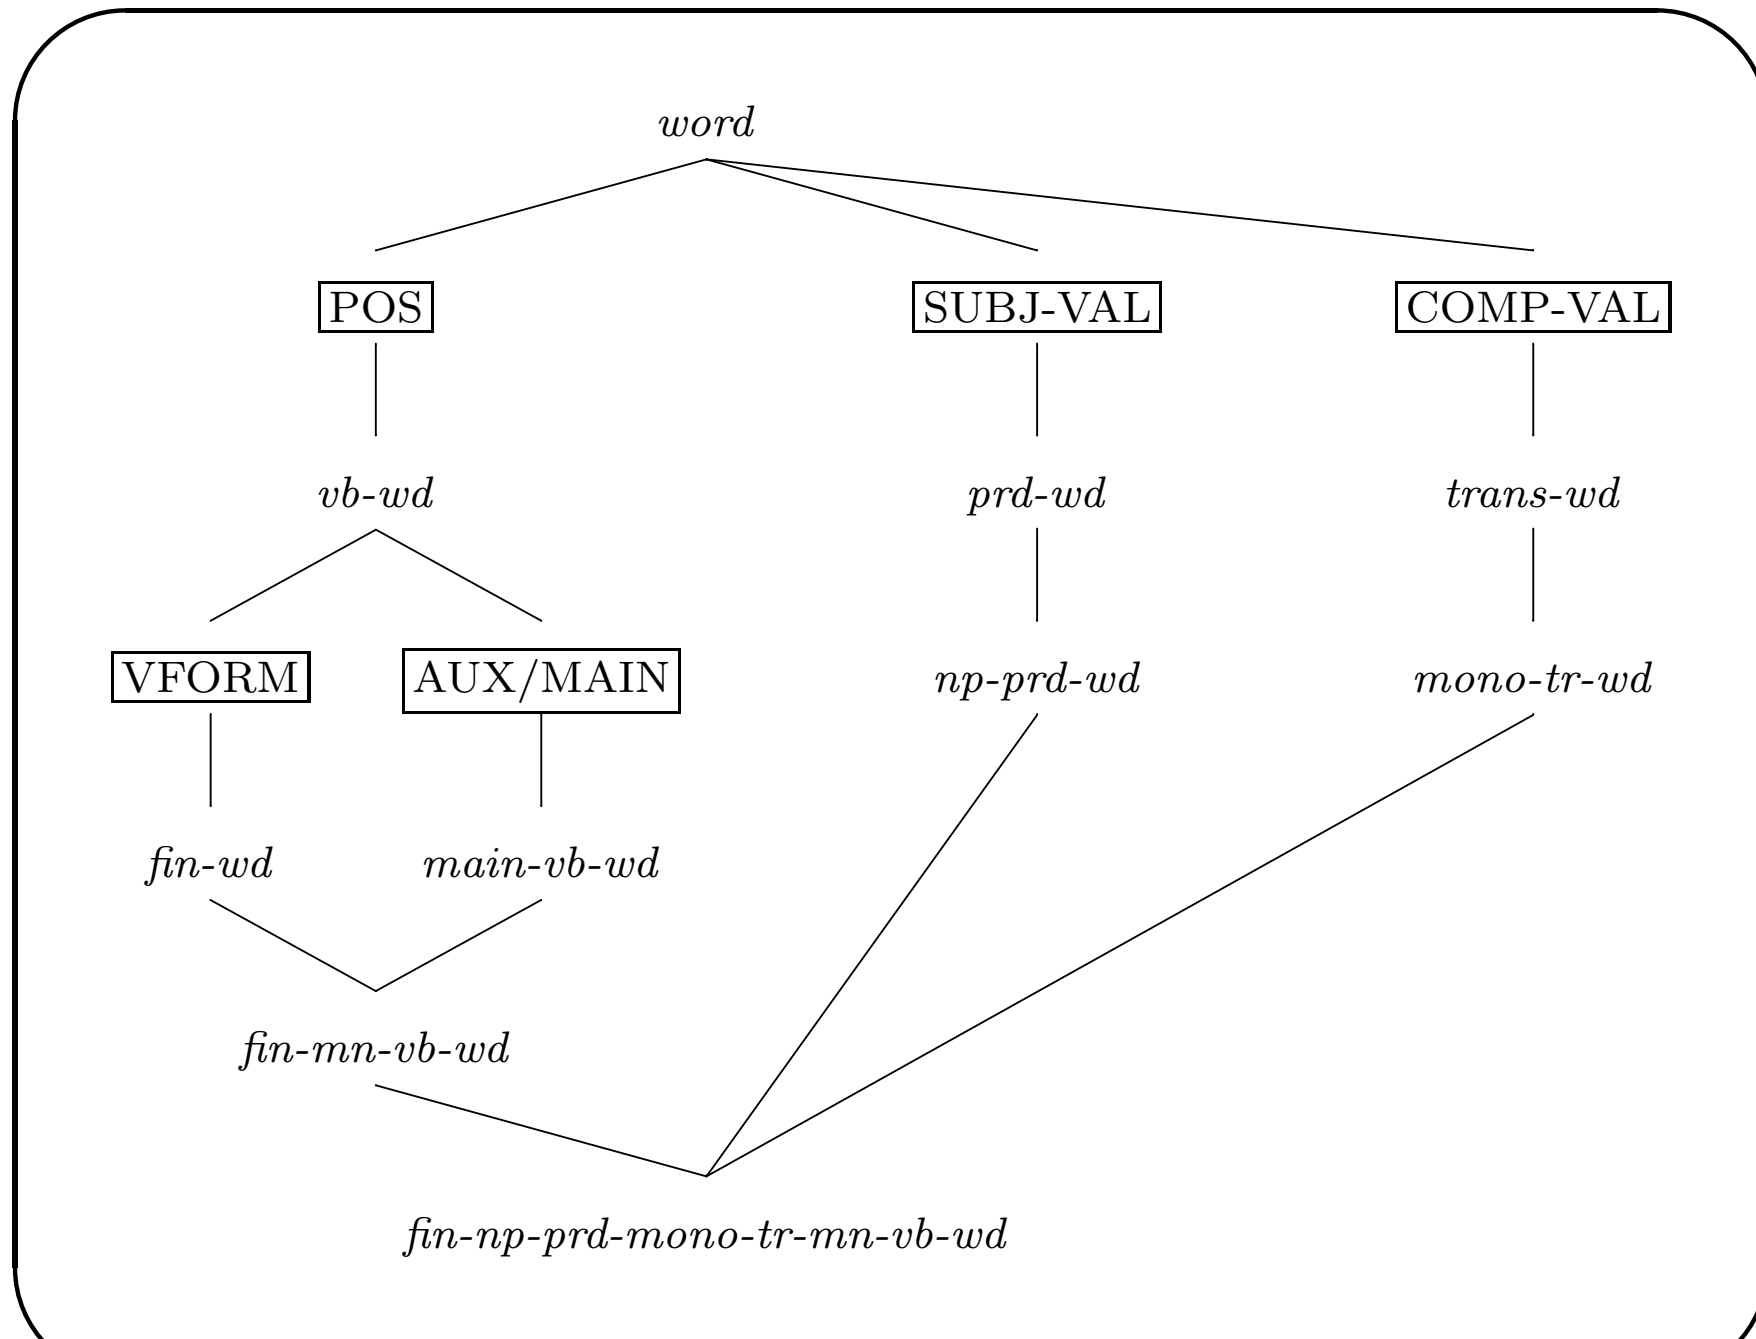 word
POS SUBJ-VAL COMP-VAL
vb-wd prd-wd trans-wd
VFORM AUX/MAIN np-prd-wd mono-tr-wd
fin-wd main-vb-wd
fin-mn-vb-wd
fin-np-prd-mono-tr-mn-vb-wd